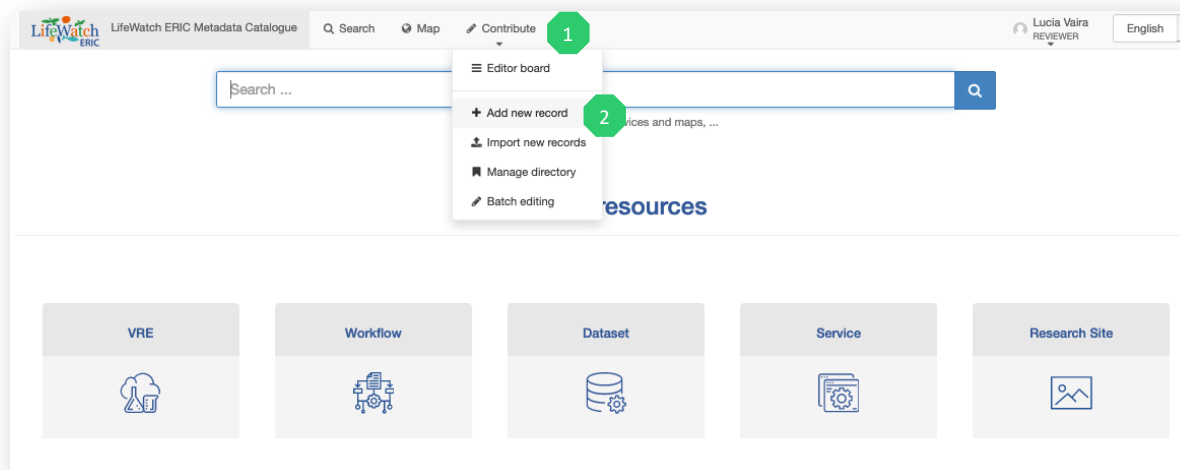 LifeWatch ERIC
LifeWatch ERIC Metadata Catalogue
Search
Map
Contribute
1
Lucia Vaira
REVIEWER
English
Editor board
Search ...
Add new record
2
vices and maps, ...
Import new records
Manage directory
Batch editing
resources
VRE
Workflow
Dataset
Service
Research Site